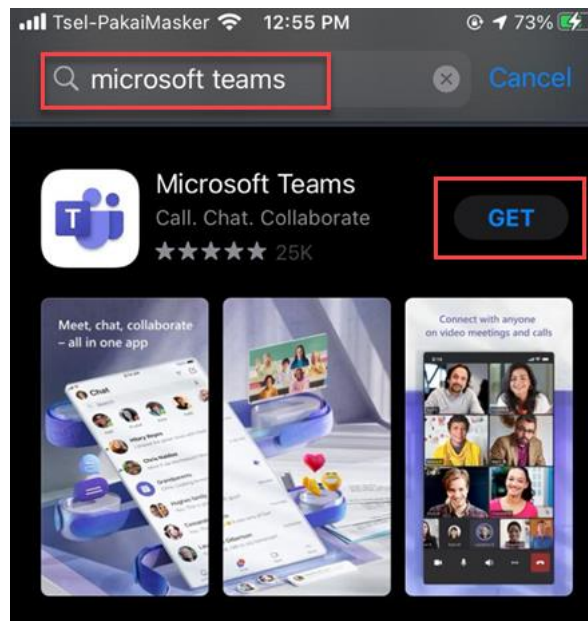 Tsel-PakaiMasker 12:55 PM 73%
microsoft teams Cancel
Microsoft Teams
Call. Chat. Collaborate
GET
25K
Meet, chat, collaborate
– all in one app
Chat
Connect with anyone
on video meetings and calls